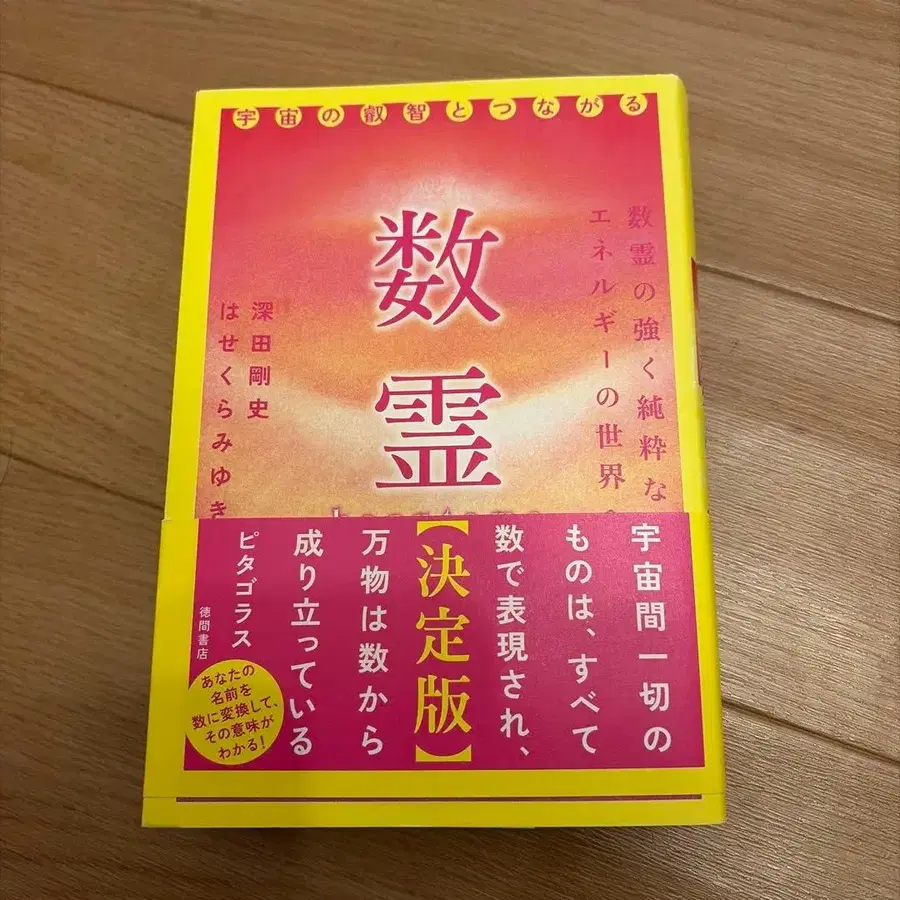 宇宙の叡智とつながる
数霊の強く純粋な
エネルギーの世界
数霊
深田剛史
はせくらみゆき
宇宙間一切の
ものは、すべて
数で表現され、
【決定版】
万物は数から
成り立っている
ピタゴラス
徳間書店
あなたの
名前を
数に変換して、
その意味が
わかる!